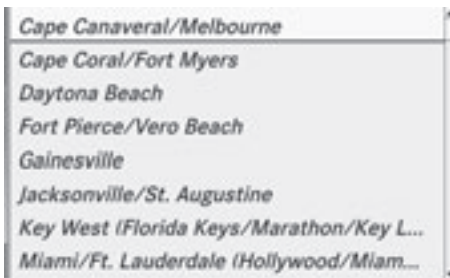 Cape Canaveral/Melbourne
Cape Coral/Fort Myers
Daytona Beach
Fort Pierce/Vero Beach
Gainesville
Jacksonville/St. Augustine
Key West (Florida Keys/Marathon/Key L...
Miami/Ft. Lauderdale (Hollywood/Miam...